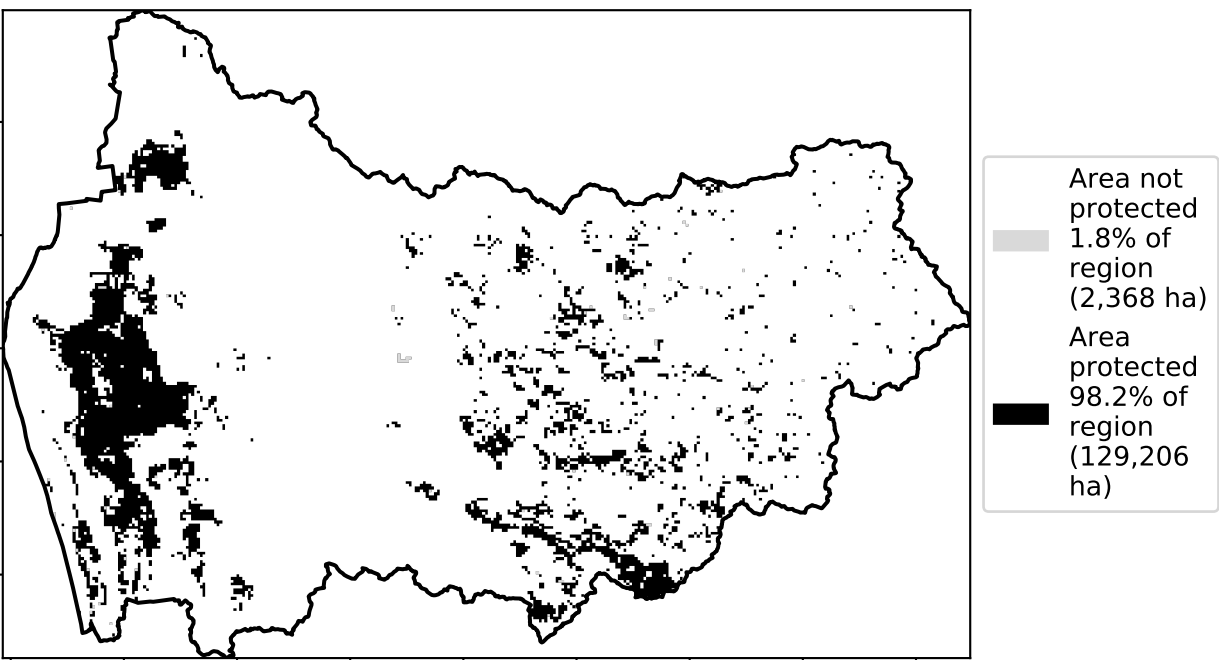 Area not
protected
1.8% of
region
(2,368 ha)
Area
protected
98.2% of
region
(129,206
ha)